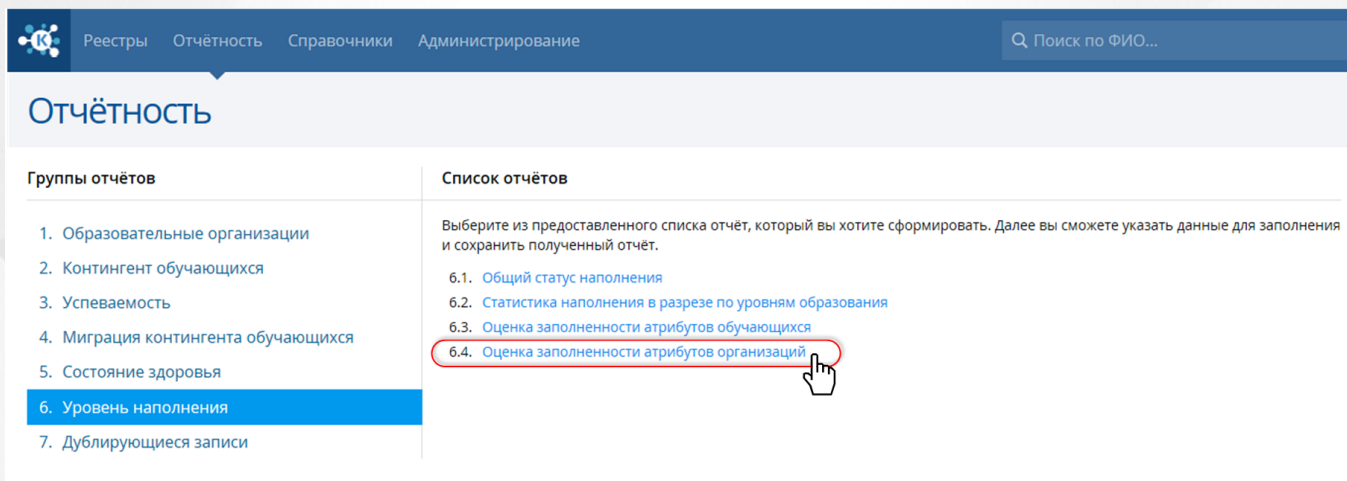 K
Реестры Отчётность Справочники Администрирование
Поиск по ФИО...
Отчётность
Группы отчётов
1. Образовательные организации
2. Контингент обучающихся
3. Успеваемость
4. Миграция контингента обучающихся
5. Состояние здоровья
6. Уровень наполнения
7. Дублирующиеся записи
Список отчётов
Выберите из предоставленного списка отчёт, который вы хотите сформировать. Далее вы сможете указать данные для заполнения
и сохранить полученный отчёт.
6.1. Общий статус наполнения
6.2. Статистика наполнения в разрезе по уровням образования
6.3. Оценка заполненности атрибутов обучающихся
6.4. Оценка заполненности атрибутов организаций